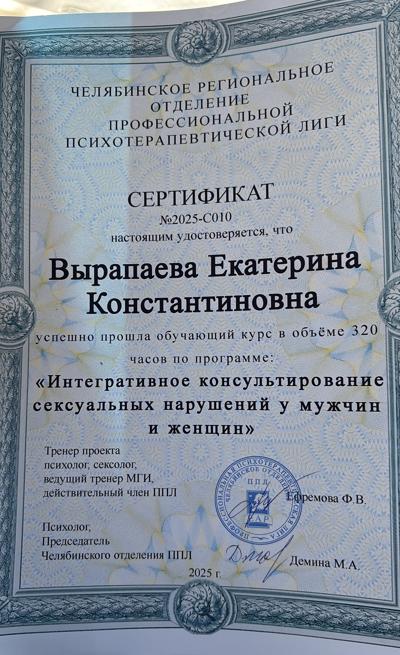 ЧЕЛЯБИНСКОЕ РЕГИОНАЛЬНОЕ
ОТДЕЛЕНИЕ
ПРОФЕССИОНАЛЬНОЙ
ПСИХОТЕРАПЕВТИЧЕСКОЙ ЛИГИ
СЕРТИФИКАТ
№2025-С010
настоящим удостоверяется, что
Вырапаева Екатерина
Константиновна
успешно прошла обучающий курс в объёме 320
часов по программе:
«Интегративное консультирование
сексуальных нарушений у мужчин
и женщин»
Тренер проекта
психолог, сексолог,
ведущий тренер МГИ,
действительный член ППЛ
Ефремова Ф.В.
Психолог,
Председатель
Челябинского отделения ППЛ
Демина М.А.
2025 г.
ППЛ